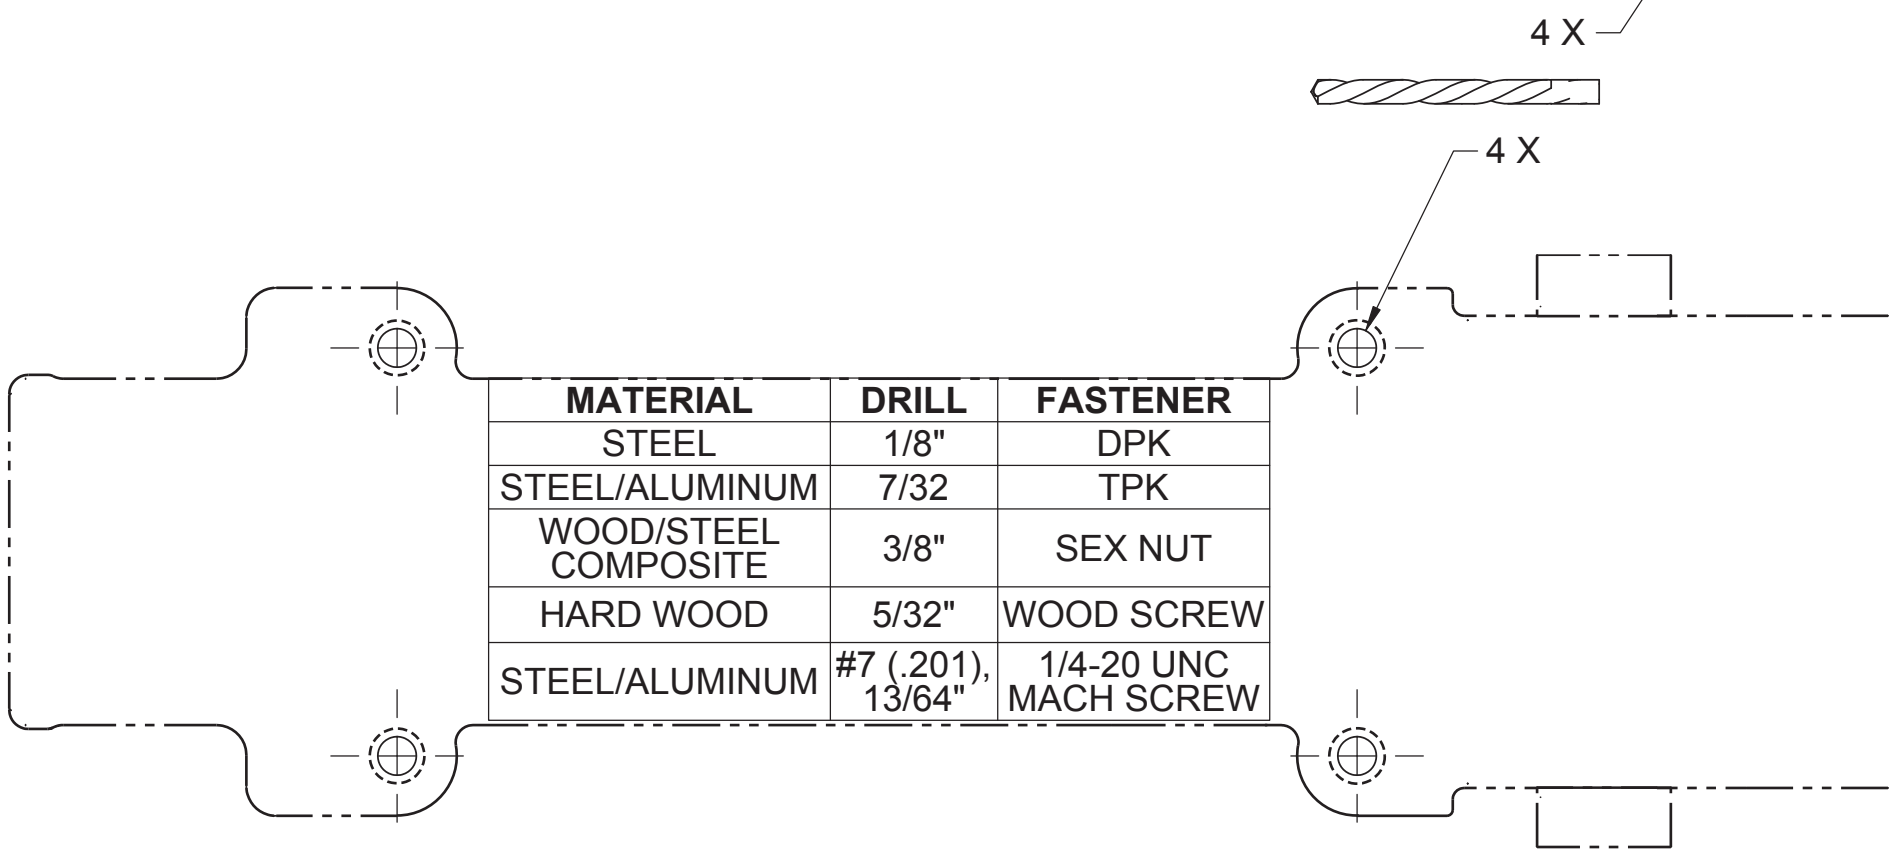 4 X
4 X
MATERIAL DRILL FASTENER
STEEL 1/8" DPK
STEEL/ALUMINUM 7/32 TPK
WOOD/STEEL
COMPOSITE 3/8" SEX NUT
HARD WOOD 5/32" WOOD SCREW
STEEL/ALUMINUM #7 (.201),
13/64" 1/4-20 UNC
MACH SCREW